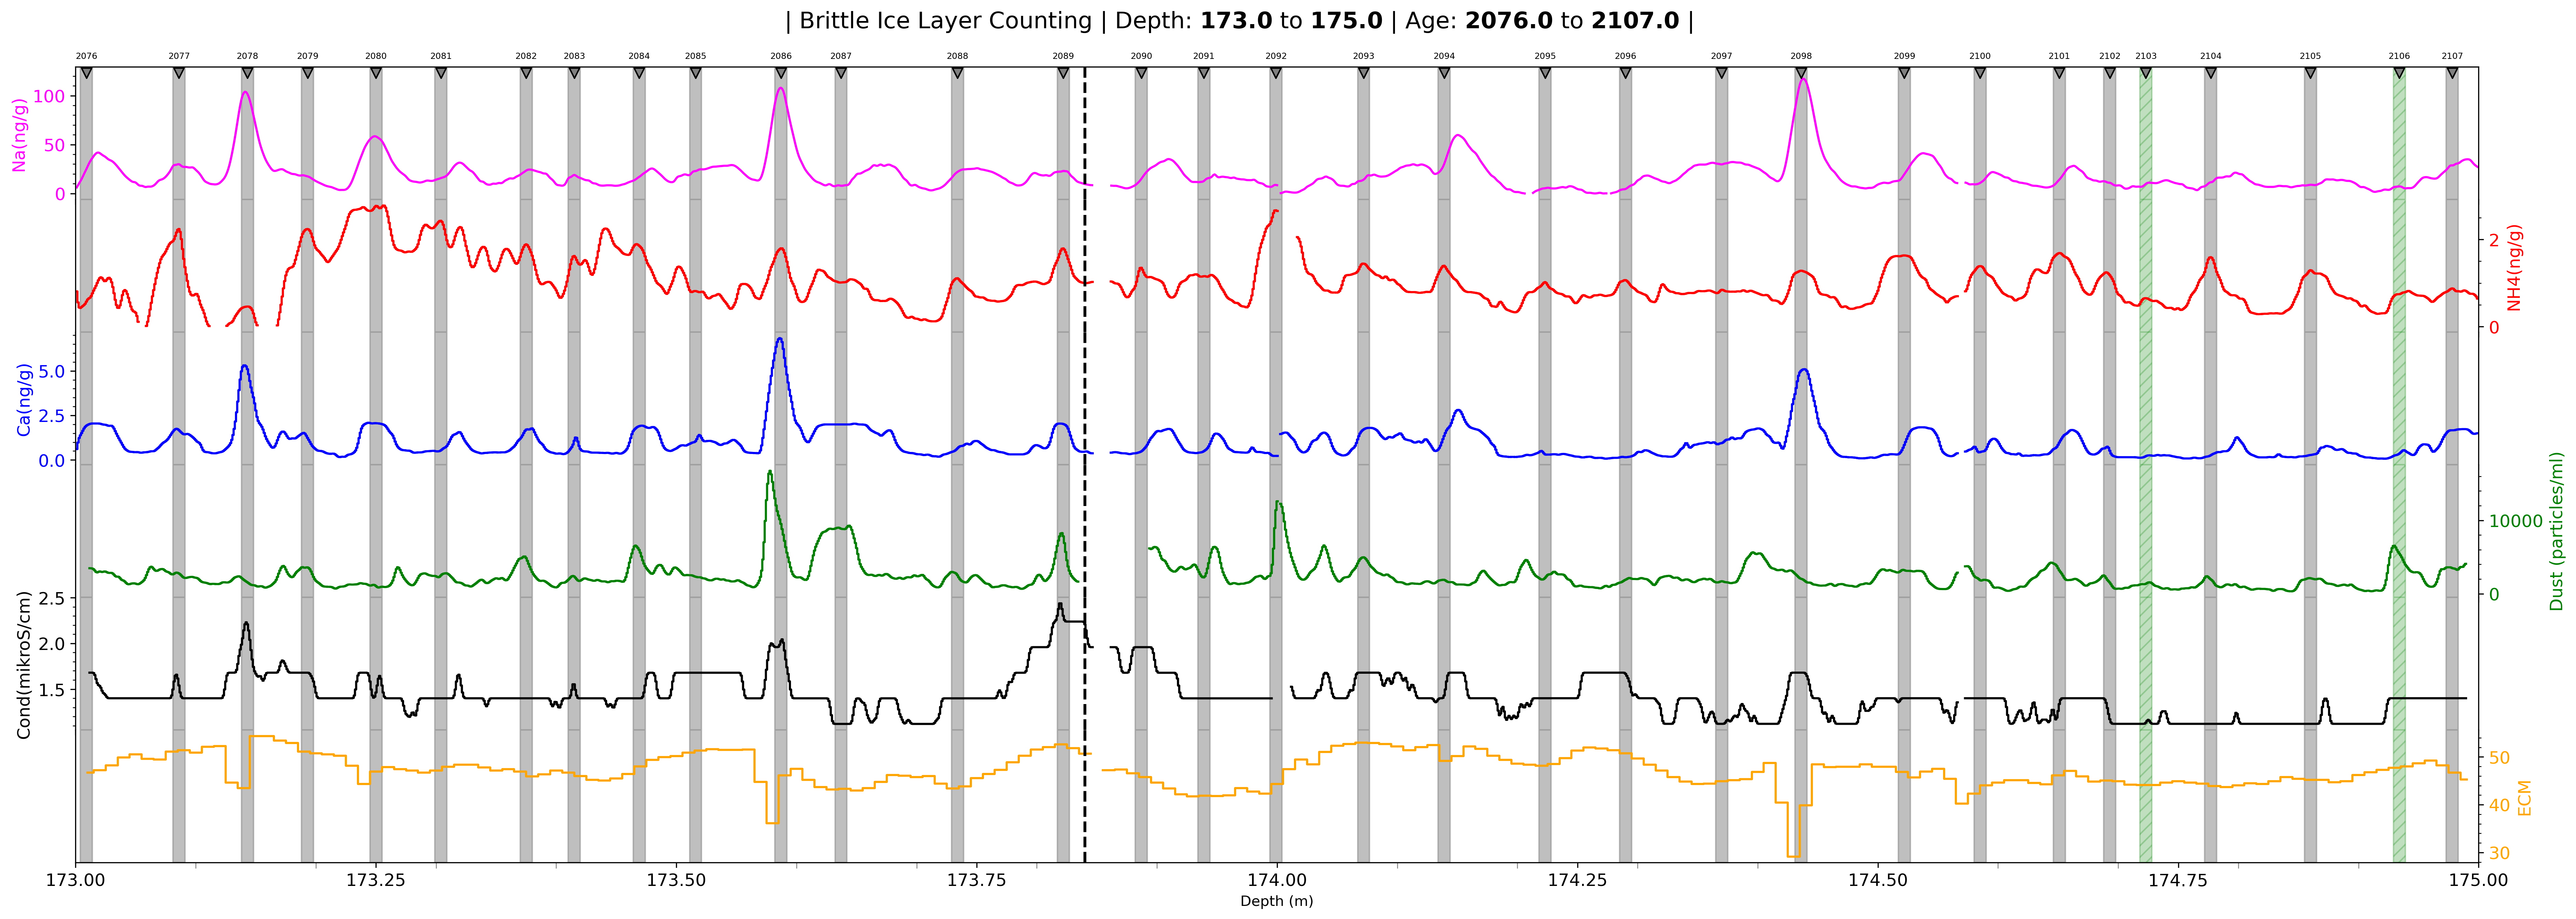 | Brittle Ice Layer Counting | Depth: 173.0 to 175.0 | Age: 2076.0 to 2107.0 |
2076 2077 2078 2079 2080 2081 2082 2083 2084 2085 2086 2087 2088 2089 2090 2091 2092 2093 2094 2095 2096 2097 2098 2099 2100 2101 2102 2103 2104 2105 2106 2107
Na(ng/g)
100
50
0
NH4(ng/g)
2
0
Ca(ng/g)
5.0
2.5
0.0
Dust (particles/ml)
10000
0
Cond(mikroS/cm)
2.5
2.0
1.5
ECM
50
40
30
173.00 173.25 173.50 173.75 174.00 174.25 174.50 174.75 175.00
Depth (m)